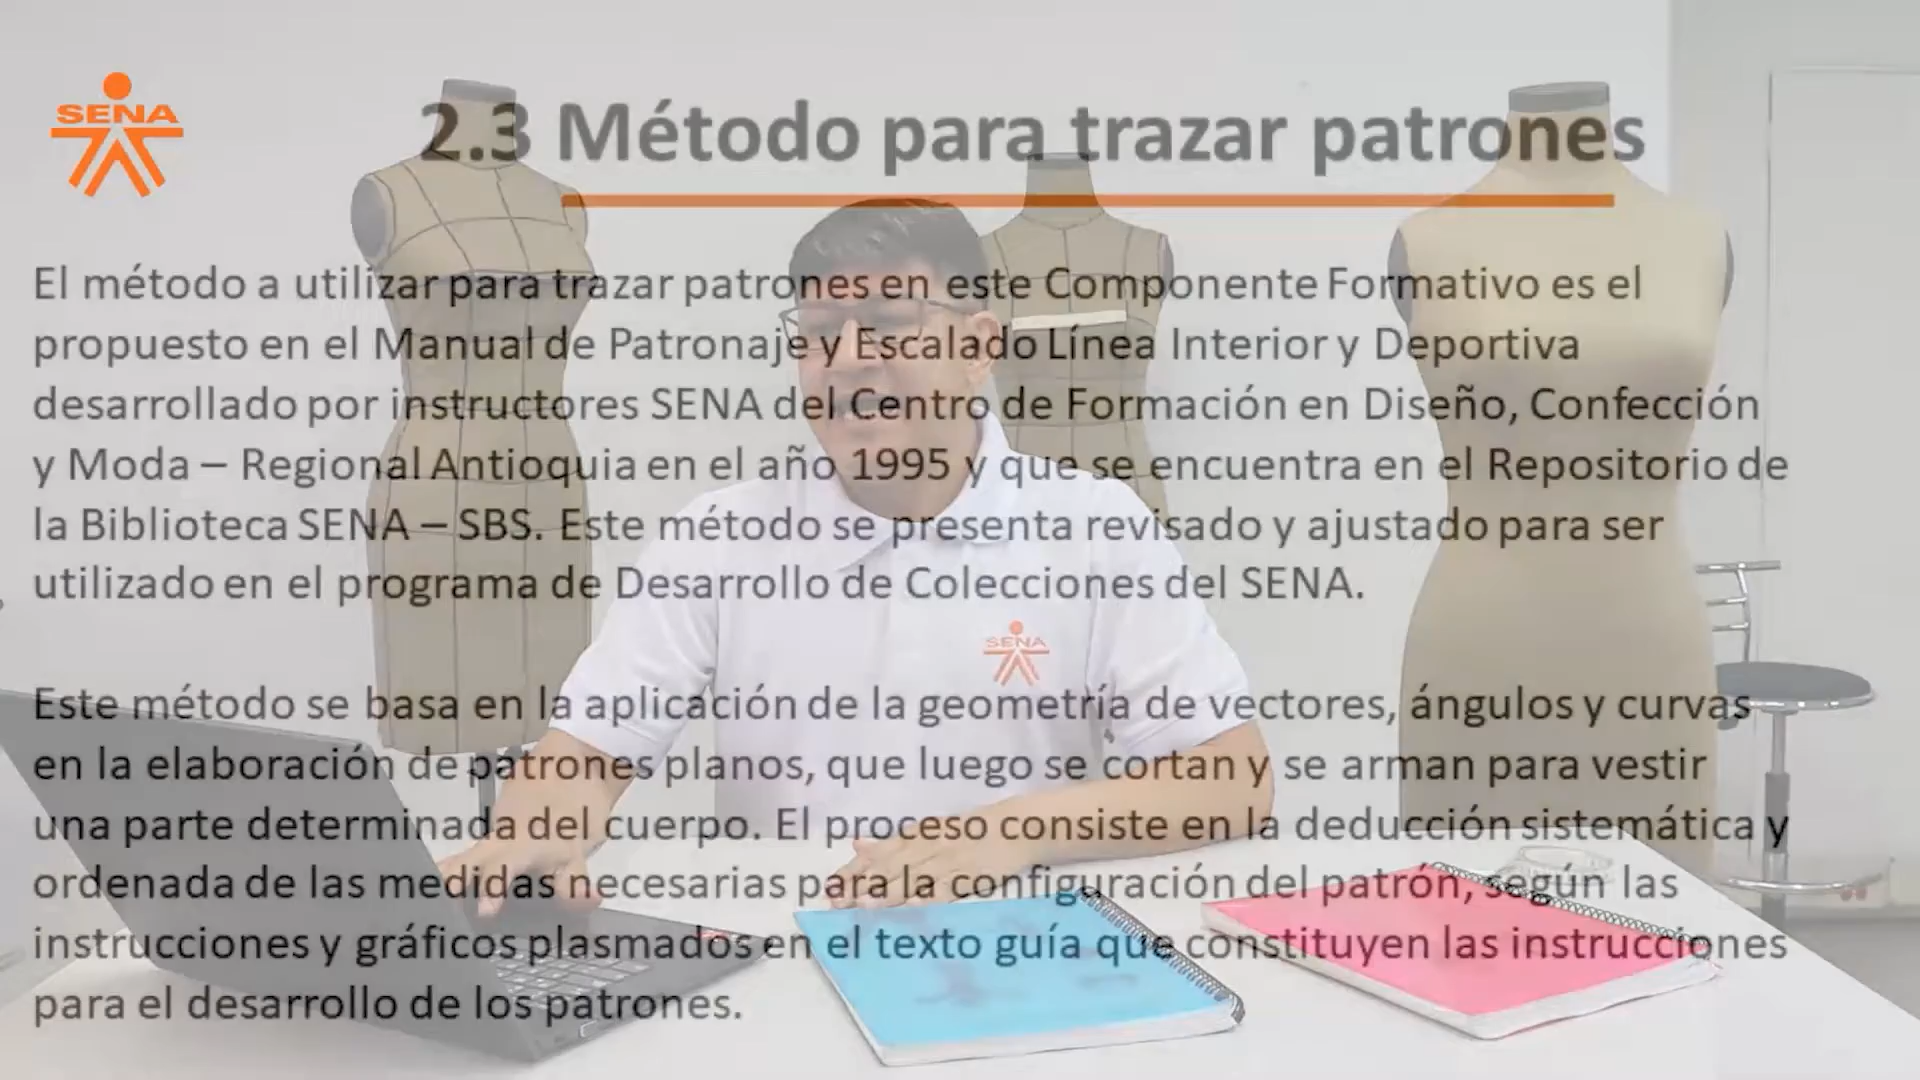 SENA
2.3 Método para trazar patrones
El método a utilizar para trazar patrones en este Componente Formativo es el
propuesto en el Manual de Patronaje y Escalado Línea Interior y Deportiva
desarrollado por instructores SENA del Centro de Formación en Diseño, Confección
y Moda – Regional Antioquia en el año 1995 y que se encuentra en el Repositorio de
la Biblioteca SENA – SBS. Este método se presenta revisado y ajustado para ser
utilizado en el programa de Desarrollo de Colecciones del SENA.
SENA
Este método se basa en la aplicación de la geometría de vectores, ángulos y curvas
en la elaboración de patrones planos, que luego se cortan y se arman para vestir
una parte determinada del cuerpo. El proceso consiste en la deducción sistemática y
ordenada de las medidas necesarias para la configuración del patrón, según las
instrucciones y gráficos plasmados en el texto guía que constituyen las instrucciones
para el desarrollo de los patrones.